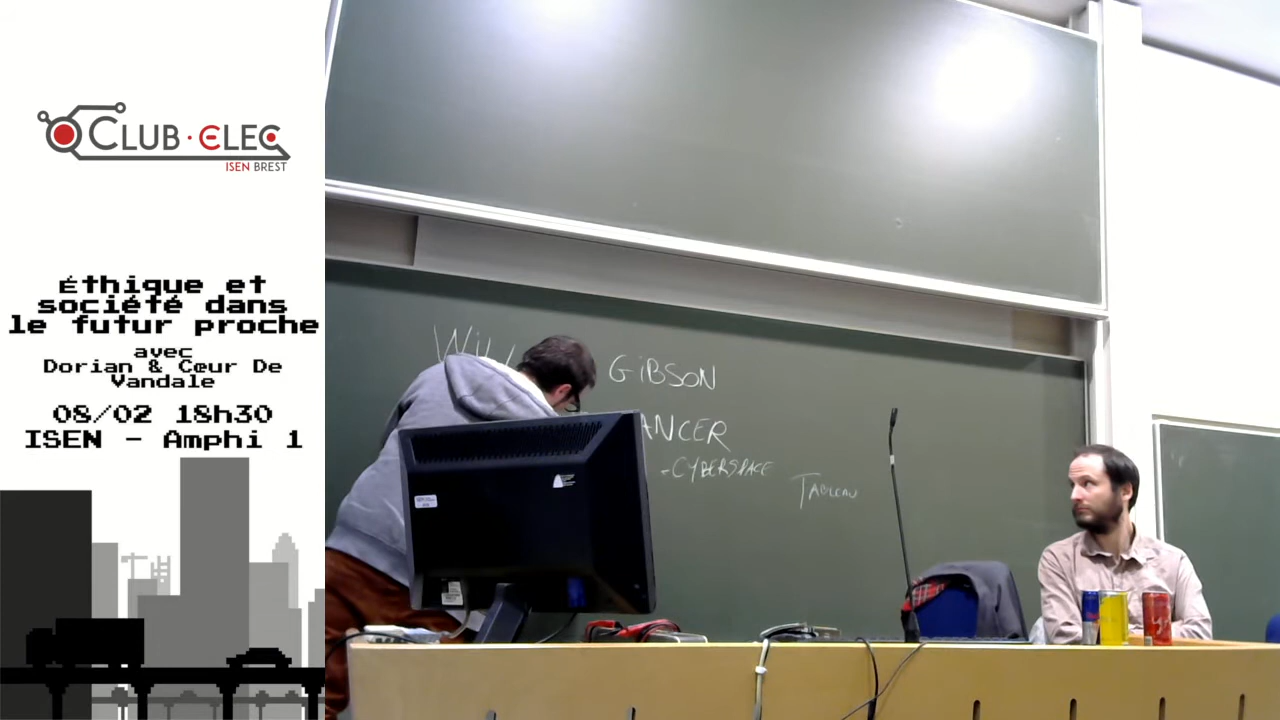 CLUB·ELEC
ISEN BREST
Éthique et
société dans
le futur proche
avec
Dorian & Cœur De
Vandale
08/02 18h30
ISEN - Amphi 1
GiBSON
ANCER
-CYBERSPACE
TABLEAU